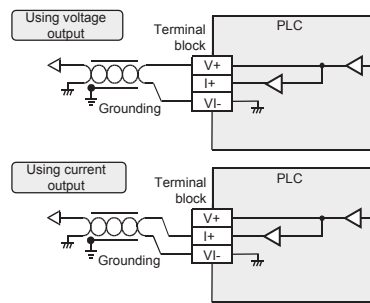 Using voltage
output
Terminal
block
PLC
V+
I+
VI-
Grounding
Using current
output
Terminal
block
PLC
V+
I+
VI-
Grounding